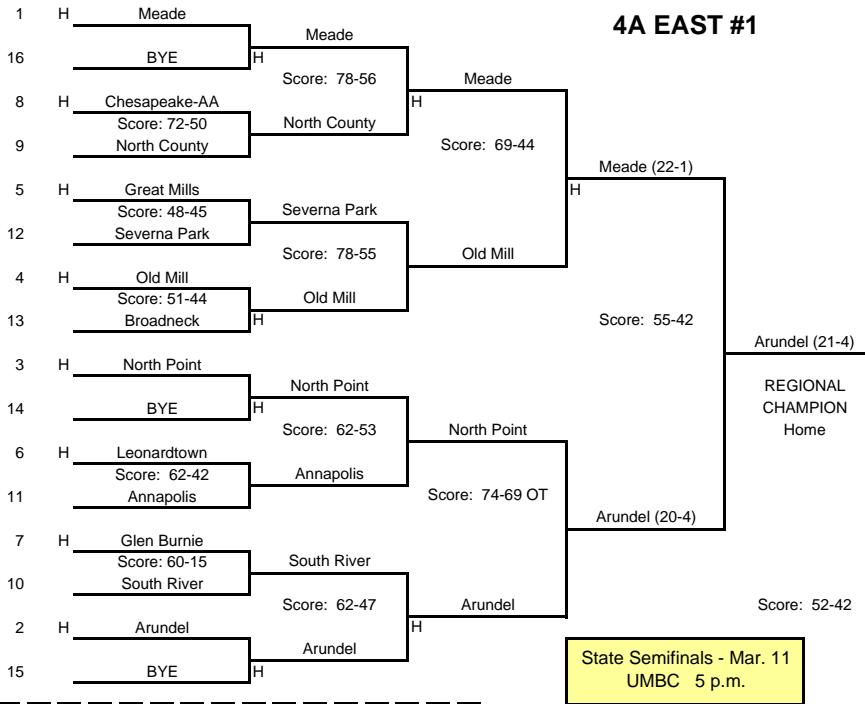 4A EAST #1
1 H Meade
16 BYE
Meade
H
Score: 78-56
8 H Chesapeake-AA
Score: 72-50
9 North County
North County
Meade
H
Score: 69-44
5 H Great Mills
Score: 48-45
12 Severna Park
Severna Park
Score: 78-55
4 H Old Mill
Score: 51-44
13 Broadneck
Old Mill
H
Old Mill
Meade (22-1)
H
Score: 55-42
3 H North Point
14 BYE
North Point
H
Score: 62-53
6 H Leonardtown
Score: 62-42
11 Annapolis
Annapolis
North Point
Score: 74-69 OT
7 H Glen Burnie
Score: 60-15
10 South River
South River
Score: 62-47
2 H Arundel
15 BYE
Arundel
H
Arundel
H
Arundel (20-4)
Arundel (21-4)
REGIONAL
CHAMPION
Home
Score: 52-42
State Semifinals - Mar. 11
UMBC 5 p.m.